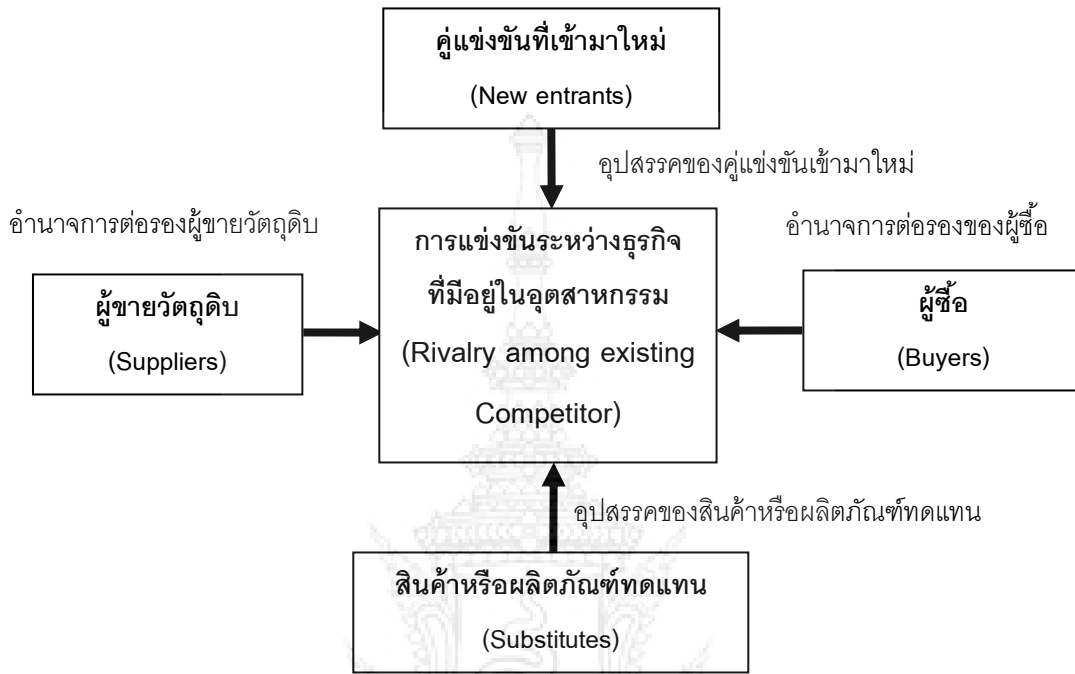 คู่แข่งขันที่เข้ามาใหม่
(New entrants)
อุปสรรคของคู่แข่งขันเข้ามาใหม่
อำนาจการต่อรองผู้ขายวัตถุดิบ
ผู้ขายวัตถุดิบ
(Suppliers)
การแข่งขันระหว่างธุรกิจ
ที่มีอยู่ในอุตสาหกรรม
(Rivalry among existing
Competitor)
อำนาจการต่อรองของผู้ซื้อ
ผู้ซื้อ
(Buyers)
อุปสรรคของสินค้าหรือผลิตภัณฑ์ทดแทน
สินค้าหรือผลิตภัณฑ์ทดแทน
(Substitutes)